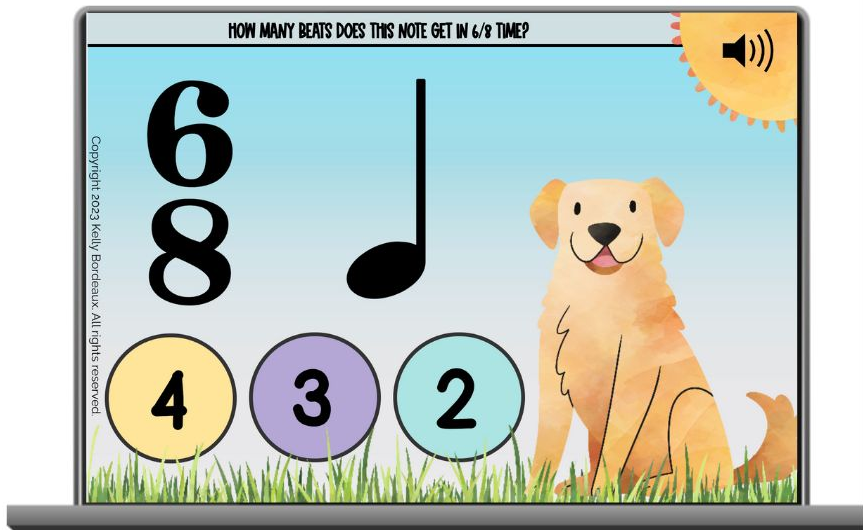 HOW MANY BEATS DOES THIS NOTE GET IN 6/8 TIME?
6
8
4 3 2
Copyright 2023 Kelly Bordeaux. All rights reserved.